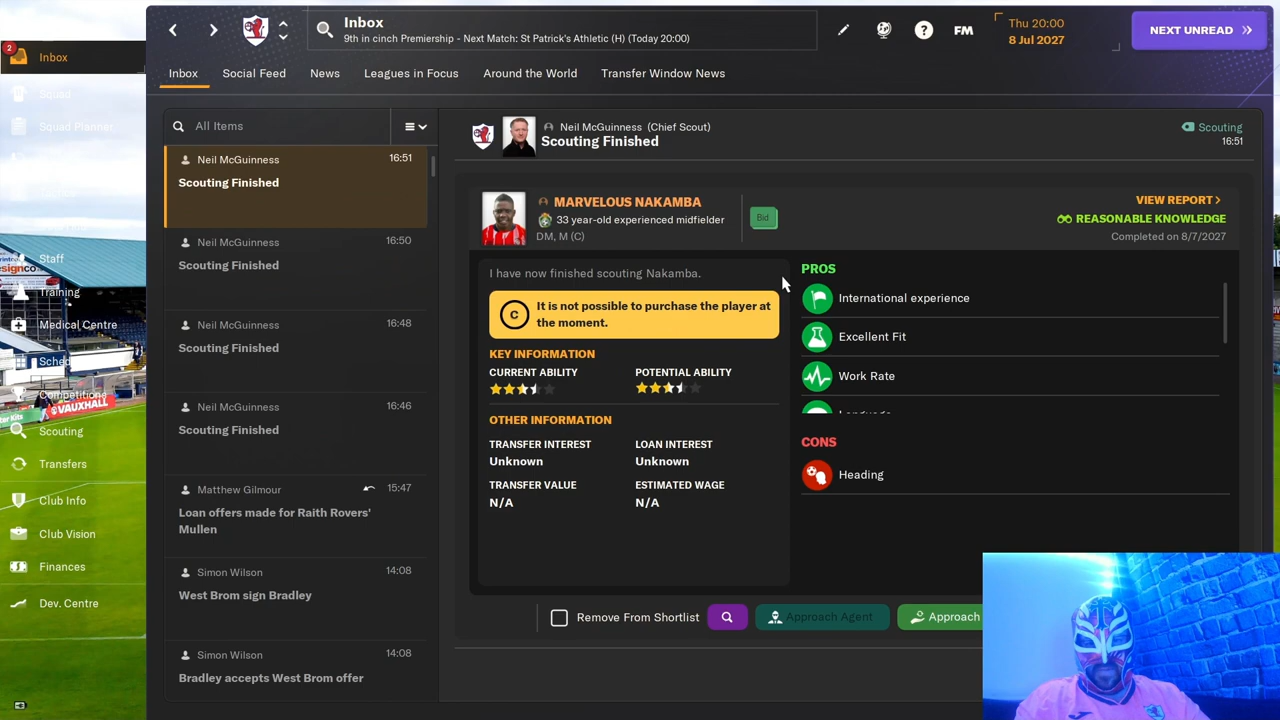 Inbox
9th in cinch Premiership - Next Match: St Patrick's Athletic (H) (Today 20:00)
?
FM
Thu 20:00
8 Jul 2027
NEXT UNREAD
2
Inbox
Squad
Squad Planner
Staff
Training
Medical Centre
Sched
Competitions
Scouting
Transfers
Club Info
Club Vision
Finances
Dev. Centre
VAUXHALL
Inbox
Social Feed
News
Leagues in Focus
Around the World
Transfer Window News
All Items
Neil McGuinness
16:51
Scouting Finished
Neil McGuinness
16:50
Scouting Finished
Neil McGuinness
16:48
Scouting Finished
Neil McGuinness
16:46
Scouting Finished
Matthew Gilmour
15:47
Loan offers made for Raith Rovers'
Mullen
Simon Wilson
14:08
West Brom sign Bradley
Simon Wilson
14:08
Bradley accepts West Brom offer
Neil McGuinness (Chief Scout)
Scouting Finished
Scouting
16:51
MARVELOUS NAKAMBA
33 year-old experienced midfielder
DM, M (C)
Bid
VIEW REPORT >
REASONABLE KNOWLEDGE
Completed on 8/7/2027
I have now finished scouting Nakamba.
C
It is not possible to purchase the player at
the moment.
KEY INFORMATION
CURRENT ABILITY
POTENTIAL ABILITY
OTHER INFORMATION
TRANSFER INTEREST
LOAN INTEREST
Unknown
Unknown
TRANSFER VALUE
ESTIMATED WAGE
N/A
N/A
PROS
International experience
Excellent Fit
Work Rate
Language
CONS
Heading
Remove From Shortlist
Approach Agent
Approach